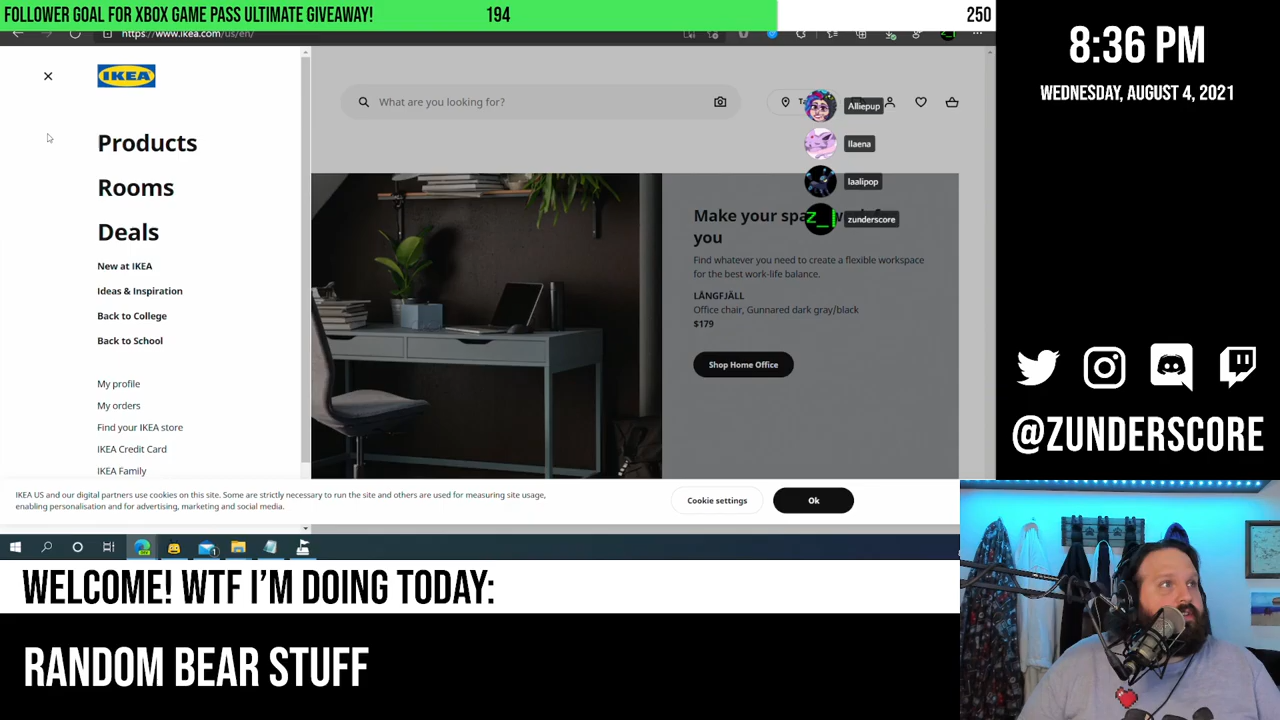 FOLLOWER GOAL FOR XBOX GAME PASS ULTIMATE GIVEAWAY!
194
250
https://www.ikea.com/us/en/
8:36 PM
WEDNESDAY, AUGUST 4, 2021
IKEA
What are you looking for?
Alliepup
llaena
laalipop
zunderscore
Products
Rooms
Deals
New at IKEA
Ideas & Inspiration
Back to College
Back to School
My profile
My orders
Find your IKEA store
IKEA Credit Card
IKEA Family
you
Find whatever you need to create a flexible workspace
for the best work-life balance.
LÅNGFJÄLL
Office chair, Gunnared dark gray/black
$179
Shop Home Office
IKEA US and our digital partners use cookies on this site. Some are strictly necessary to run the site and others are used for measuring site usage,
enabling personalisation and for advertising, marketing and social media.
Cookie settings
Ok
@ZUNDERSCORE
WELCOME! WTF I'M DOING TODAY:
RANDOM BEAR STUFF